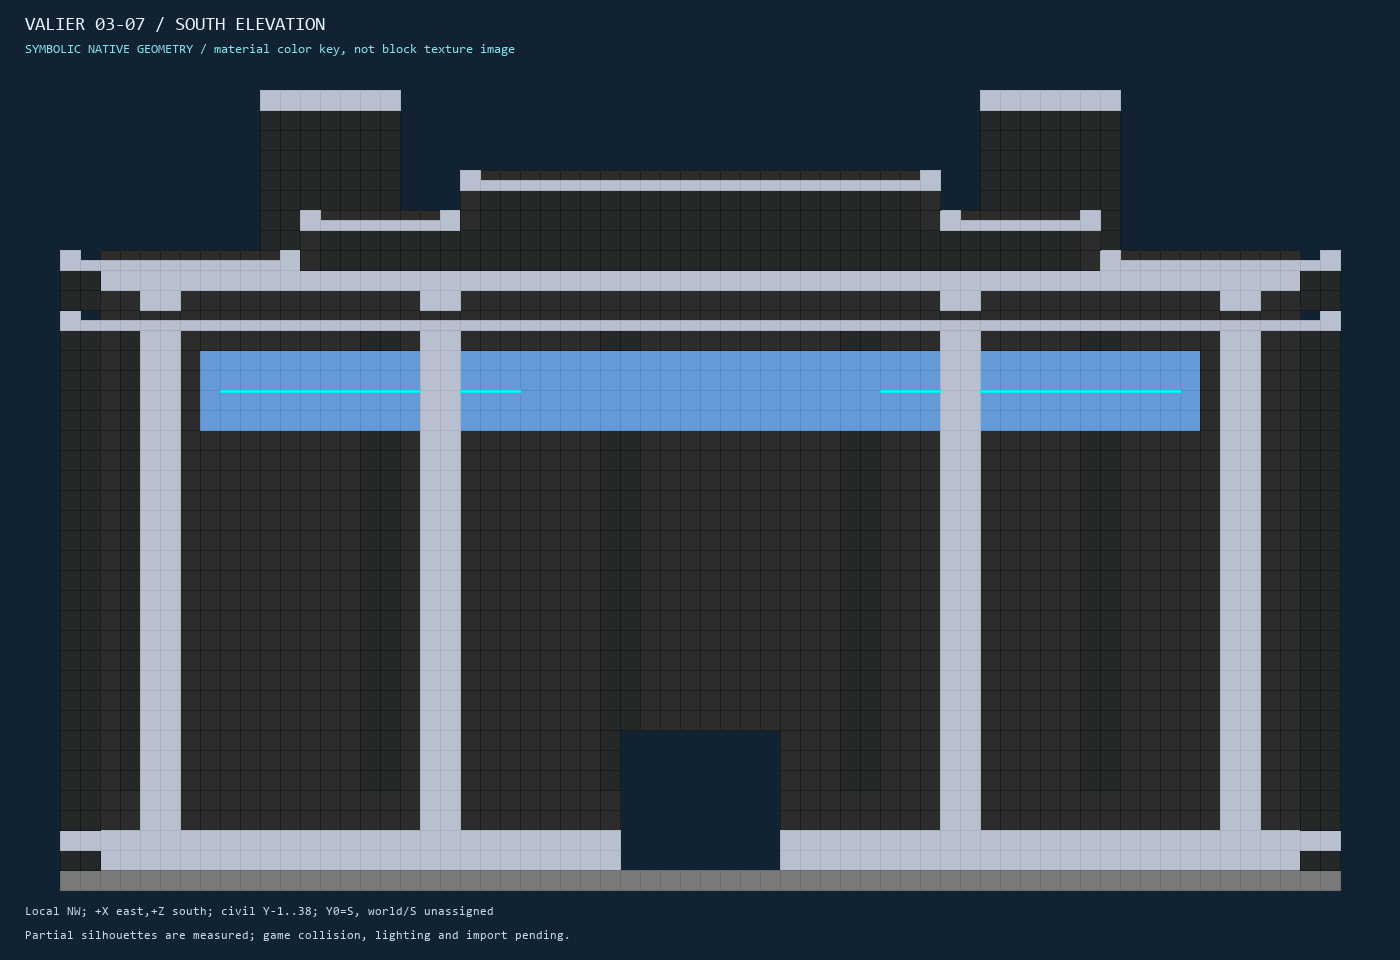 VALIER 03-07 / SOUTH ELEVATION
SYMBOLIC NATIVE GEOMETRY / material color key, not block texture image
Local NW; +X east,+Z south; civil Y-1..38; Y0=S, world/S unassigned
Partial silhouettes are measured; game collision, lighting and import pending.